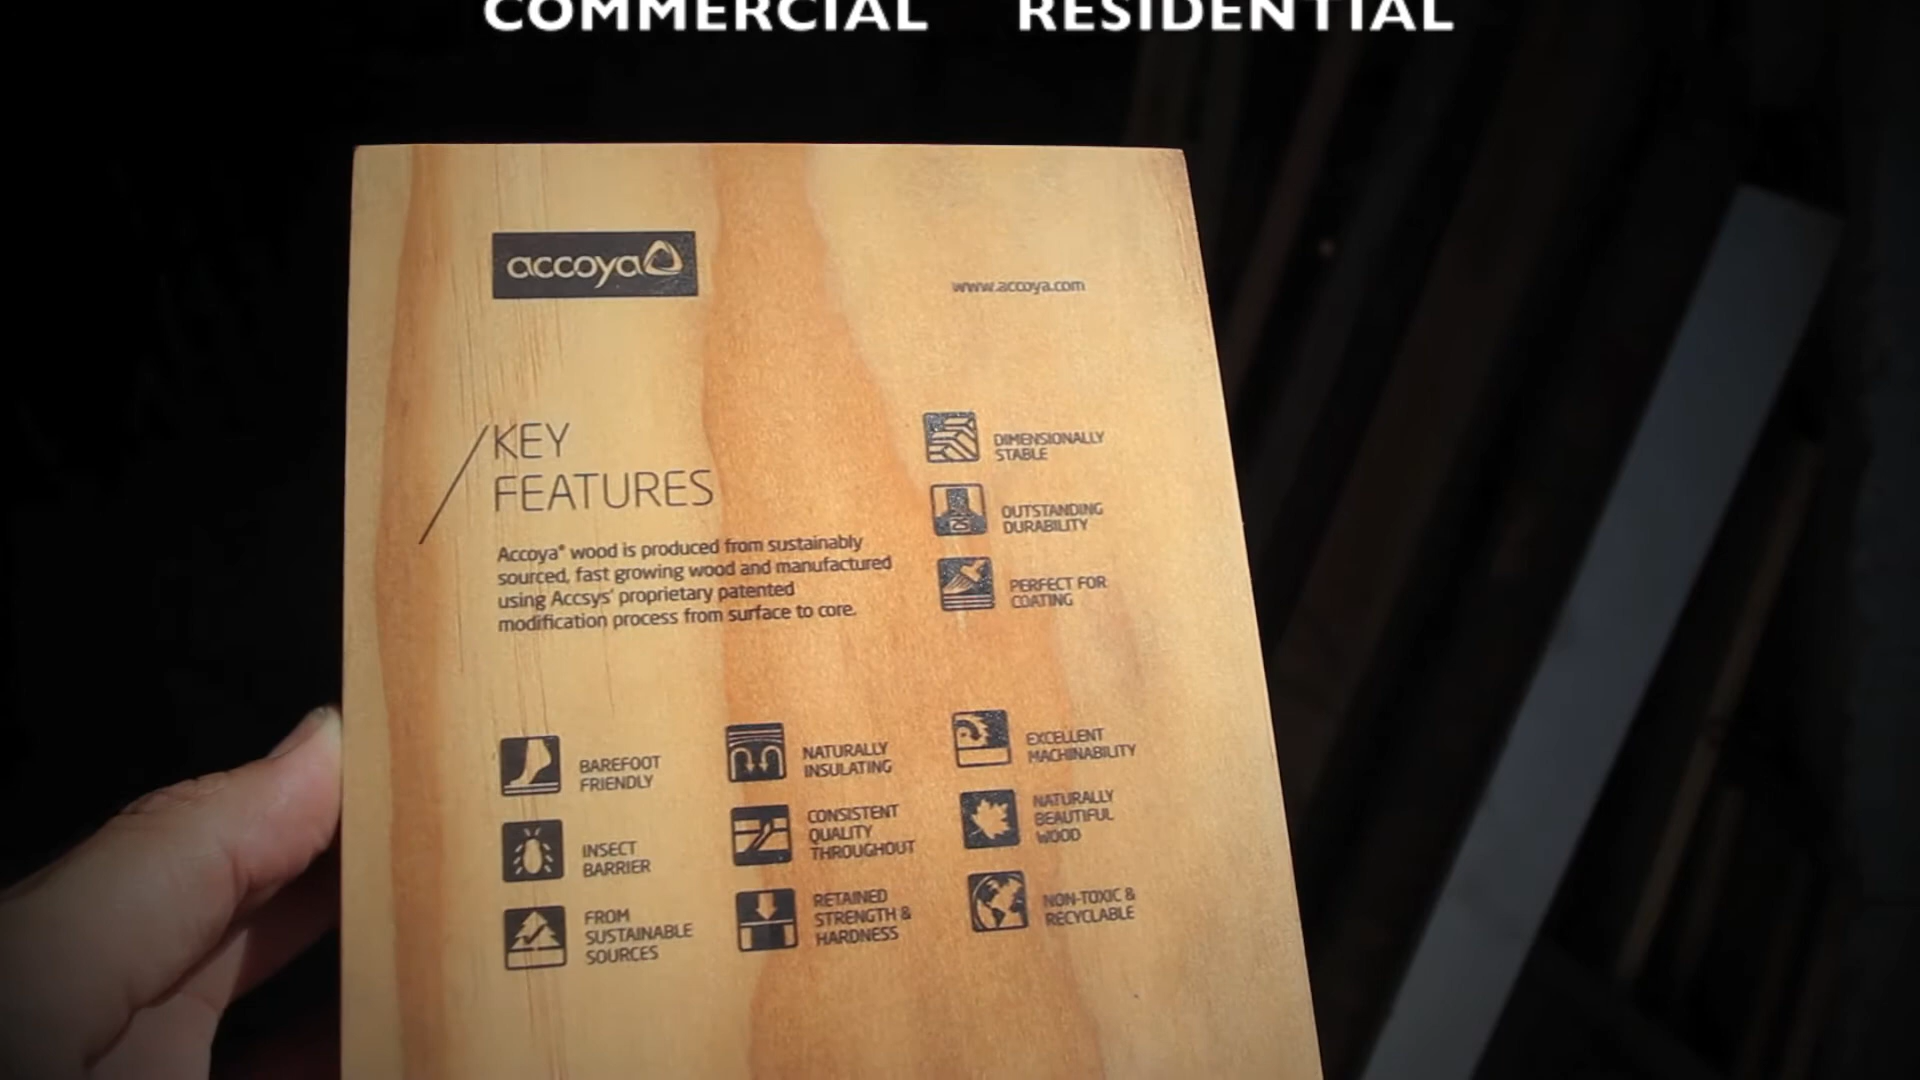 COMMERCIAL RESIDENTIAL
accoya
www.accoya.com
KEY
FEATURES
Accoya® wood is produced from sustainably
sourced, fast growing wood and manufactured
using Accsys' proprietary patented
modification process from surface to core.
DIMENSIONALLY
STABLE
OUTSTANDING
DURABILITY
PERFECT FOR
COATING
BAREFOOT
FRIENDLY
INSECT
BARRIER
FROM
SUSTAINABLE
SOURCES
NATURALLY
INSULATING
CONSISTENT
QUALITY
THROUGHOUT
RETAINED
STRENGTH &
HARDNESS
EXCELLENT
MACHINABILITY
NATURALLY
BEAUTIFUL
WOOD
NON-TOXIC &
RECYCLABLE